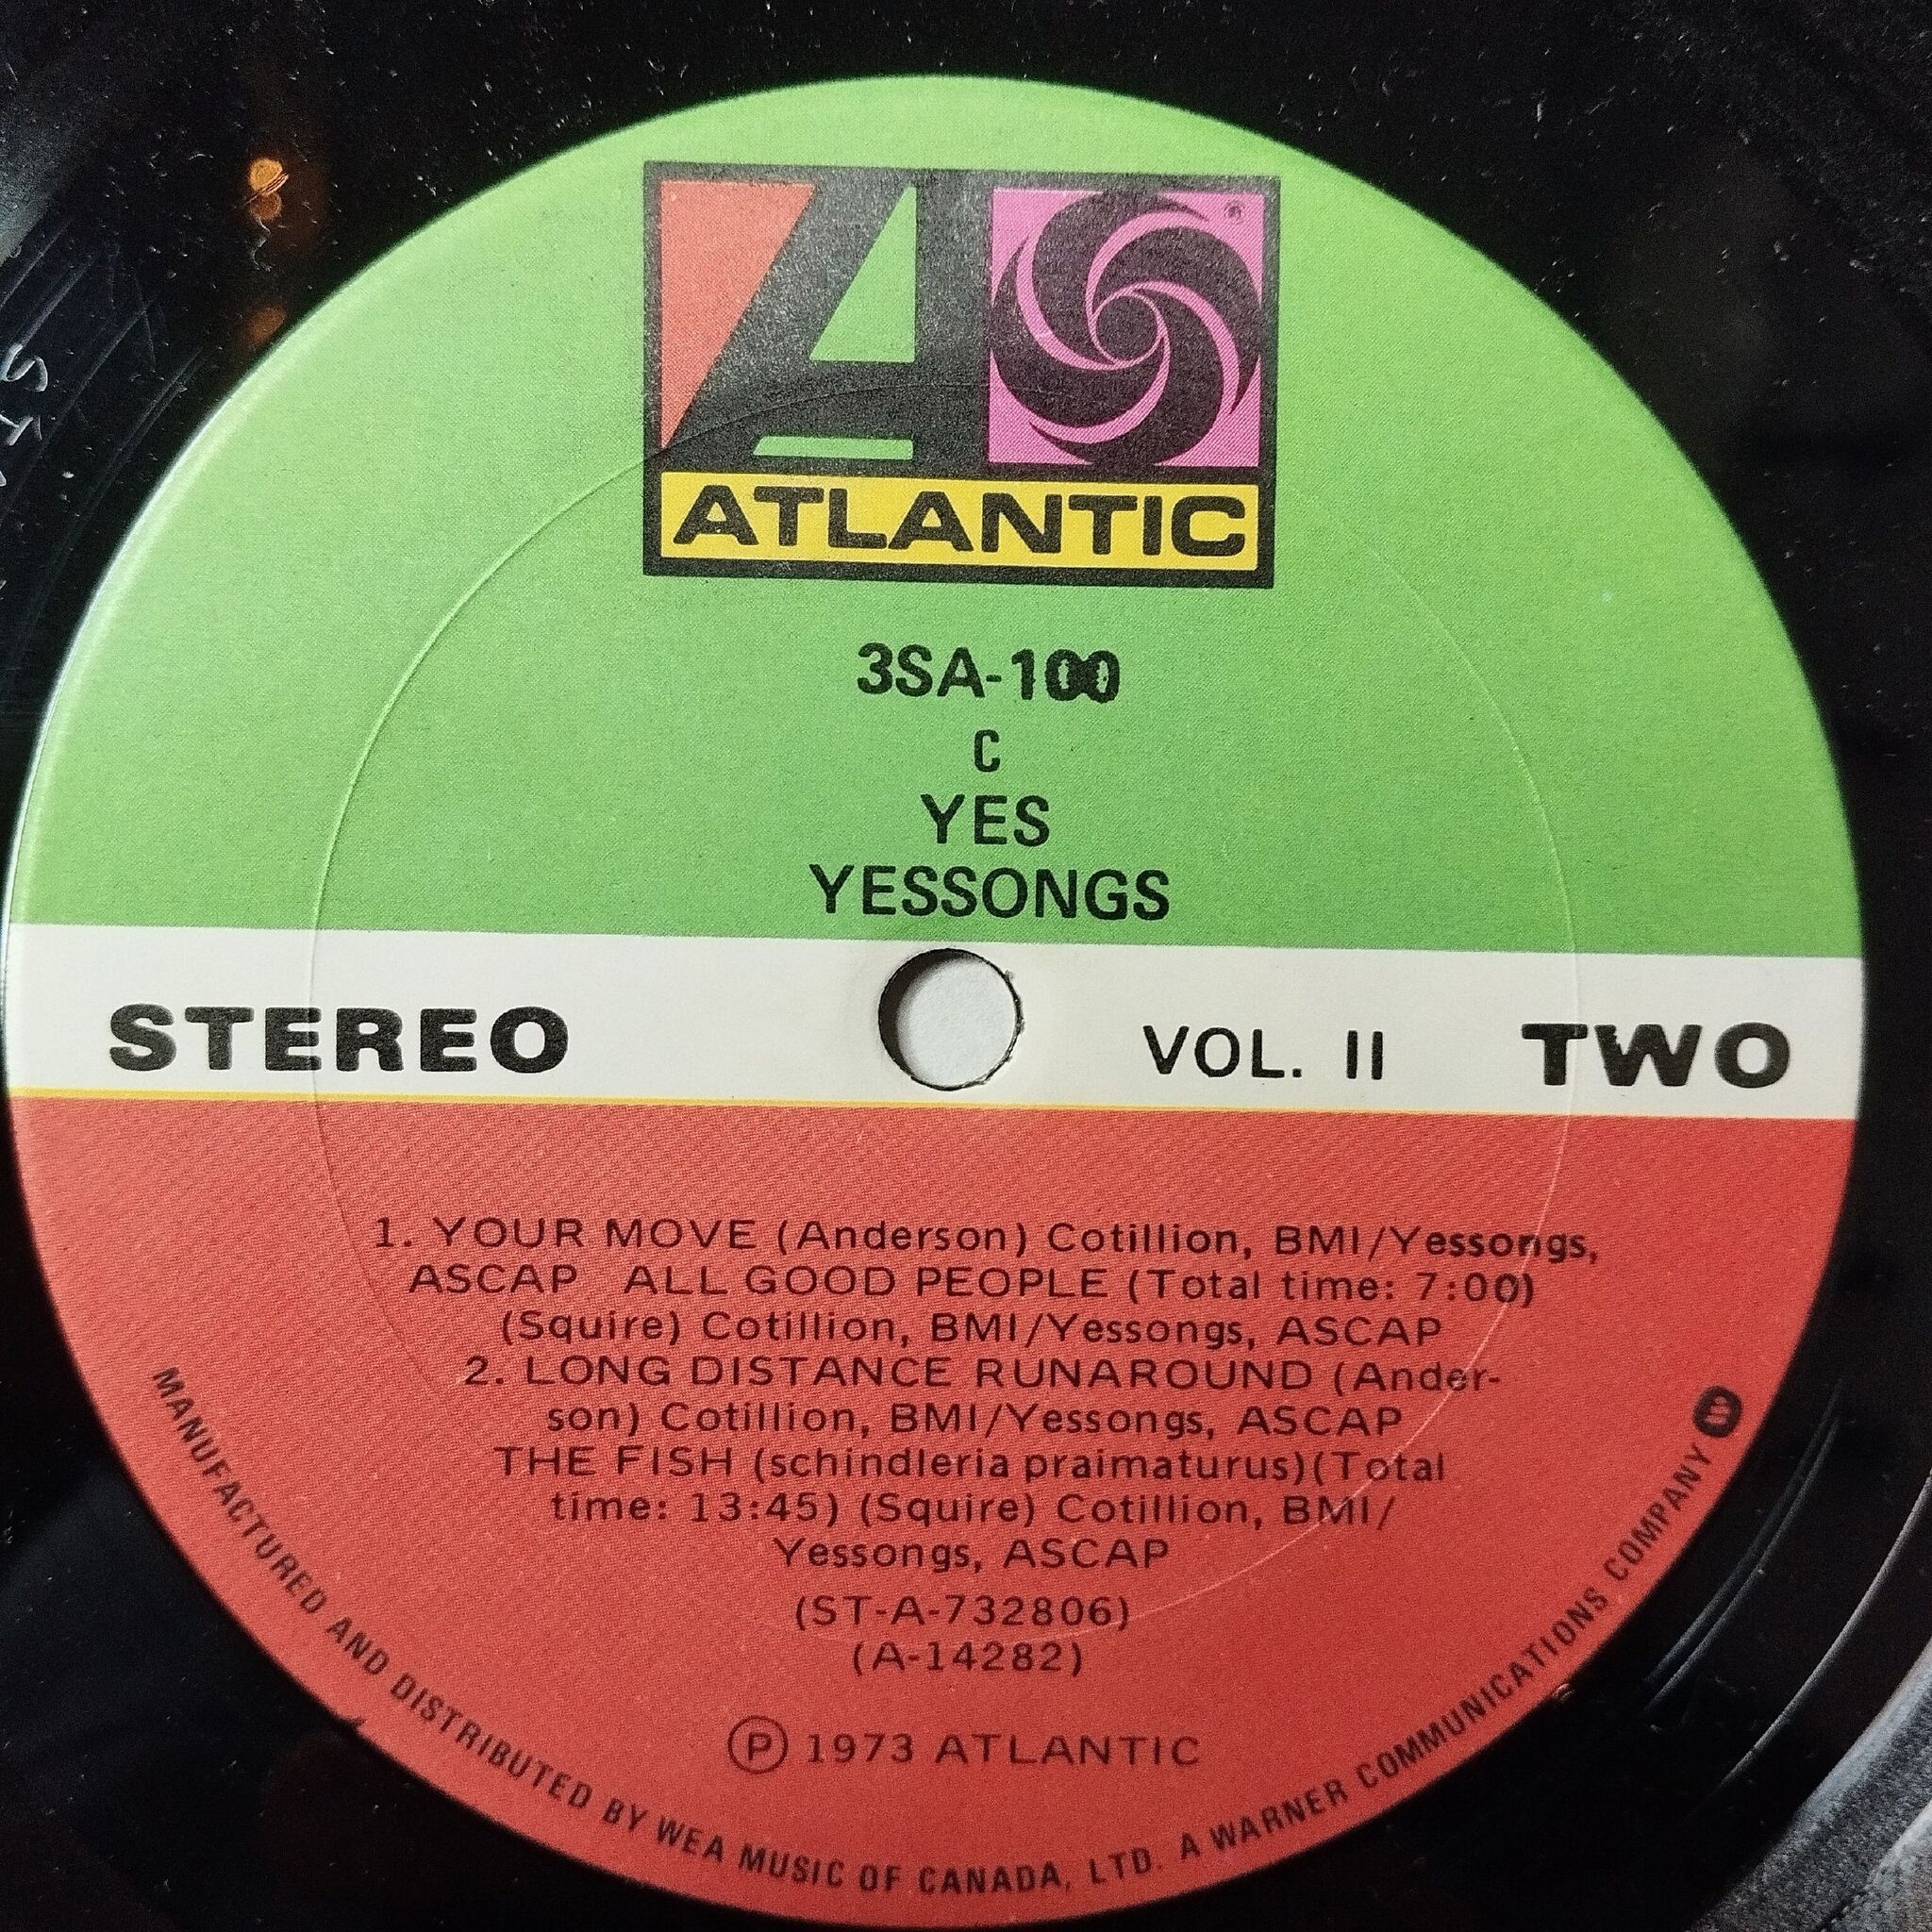 ATLANTIC
®
3SA-100
C
YES
YESSONGS
STEREO
VOL. II TWO
1. YOUR MOVE (Anderson) Cotillion, BMI/Yessongs,
ASCAP ALL GOOD PEOPLE (Total time: 7:00)
(Squire) Cotillion, BMI/Yessongs, ASCAP
2. LONG DISTANCE RUNAROUND (Ander-
son) Cotillion, BMI/Yessongs, ASCAP
THE FISH (schindleria praimaturus)(Total
time: 13:45) (Squire) Cotillion, BMI/
Yessongs, ASCAP
(ST-A-732806)
(A-14282)
Ⓟ 1973 ATLANTIC
MANUFACTURED AND DISTRIBUTED BY WEA MUSIC OF CANADA, LTD. A WARNER COMMUNICATIONS COMPANY